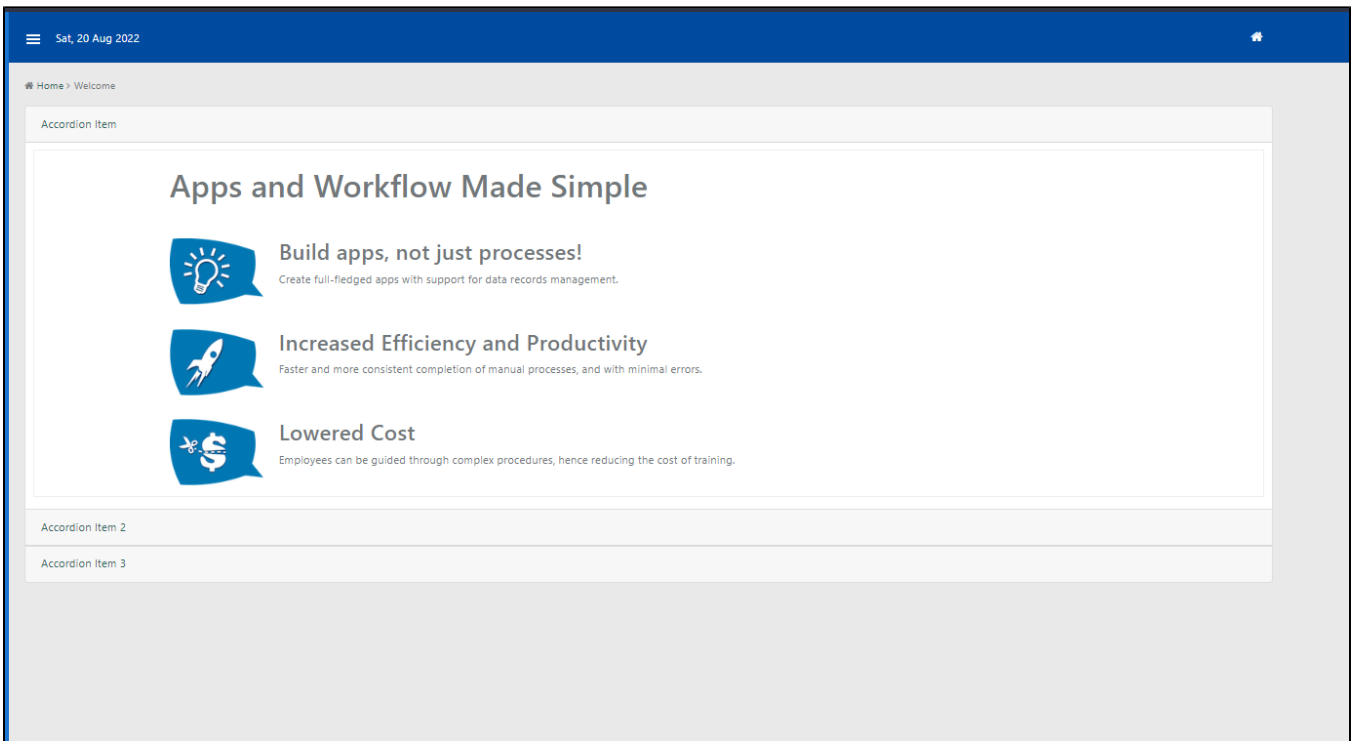 Sat, 20 Aug 2022
Home > Welcome
Accordion Item
Apps and Workflow Made Simple
Build apps, not just processes!
Create full-fledged apps with support for data records management.
Increased Efficiency and Productivity
Faster and more consistent completion of manual processes, and with minimal errors.
Lowered Cost
Employees can be guided through complex procedures, hence reducing the cost of training.
Accordion Item 2
Accordion Item 3